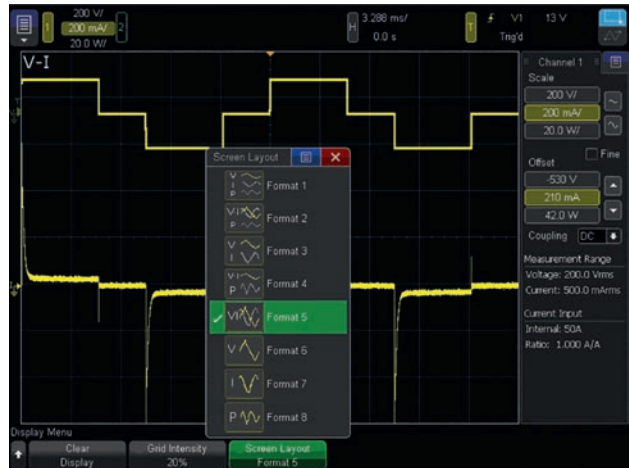 200 V/
1 200 mA/ 2
20.0 W/
H 3.288 ms/
0.0 s
T
V1 13 V
Trig'd
V-I
Channel 1
Scale
200 V/
200 mA/
20.0 W/
Fine
Offset
-530 V
210 mA
42.0 W
Coupling DC
Measurement Range
Voltage: 200.0 Vrms
Current: 500.0 mArms
Current Input
Internal: 50A
Ratio: 1.000 A/A
Screen Layout
V I P Format 1
VI P Format 2
V I Format 3
VI P Format 4
VI Format 5
V Format 6
I Format 7
P Format 8
Display Menu
Clear
Display
Grid Intensity
20%
Screen Layout
Format 5